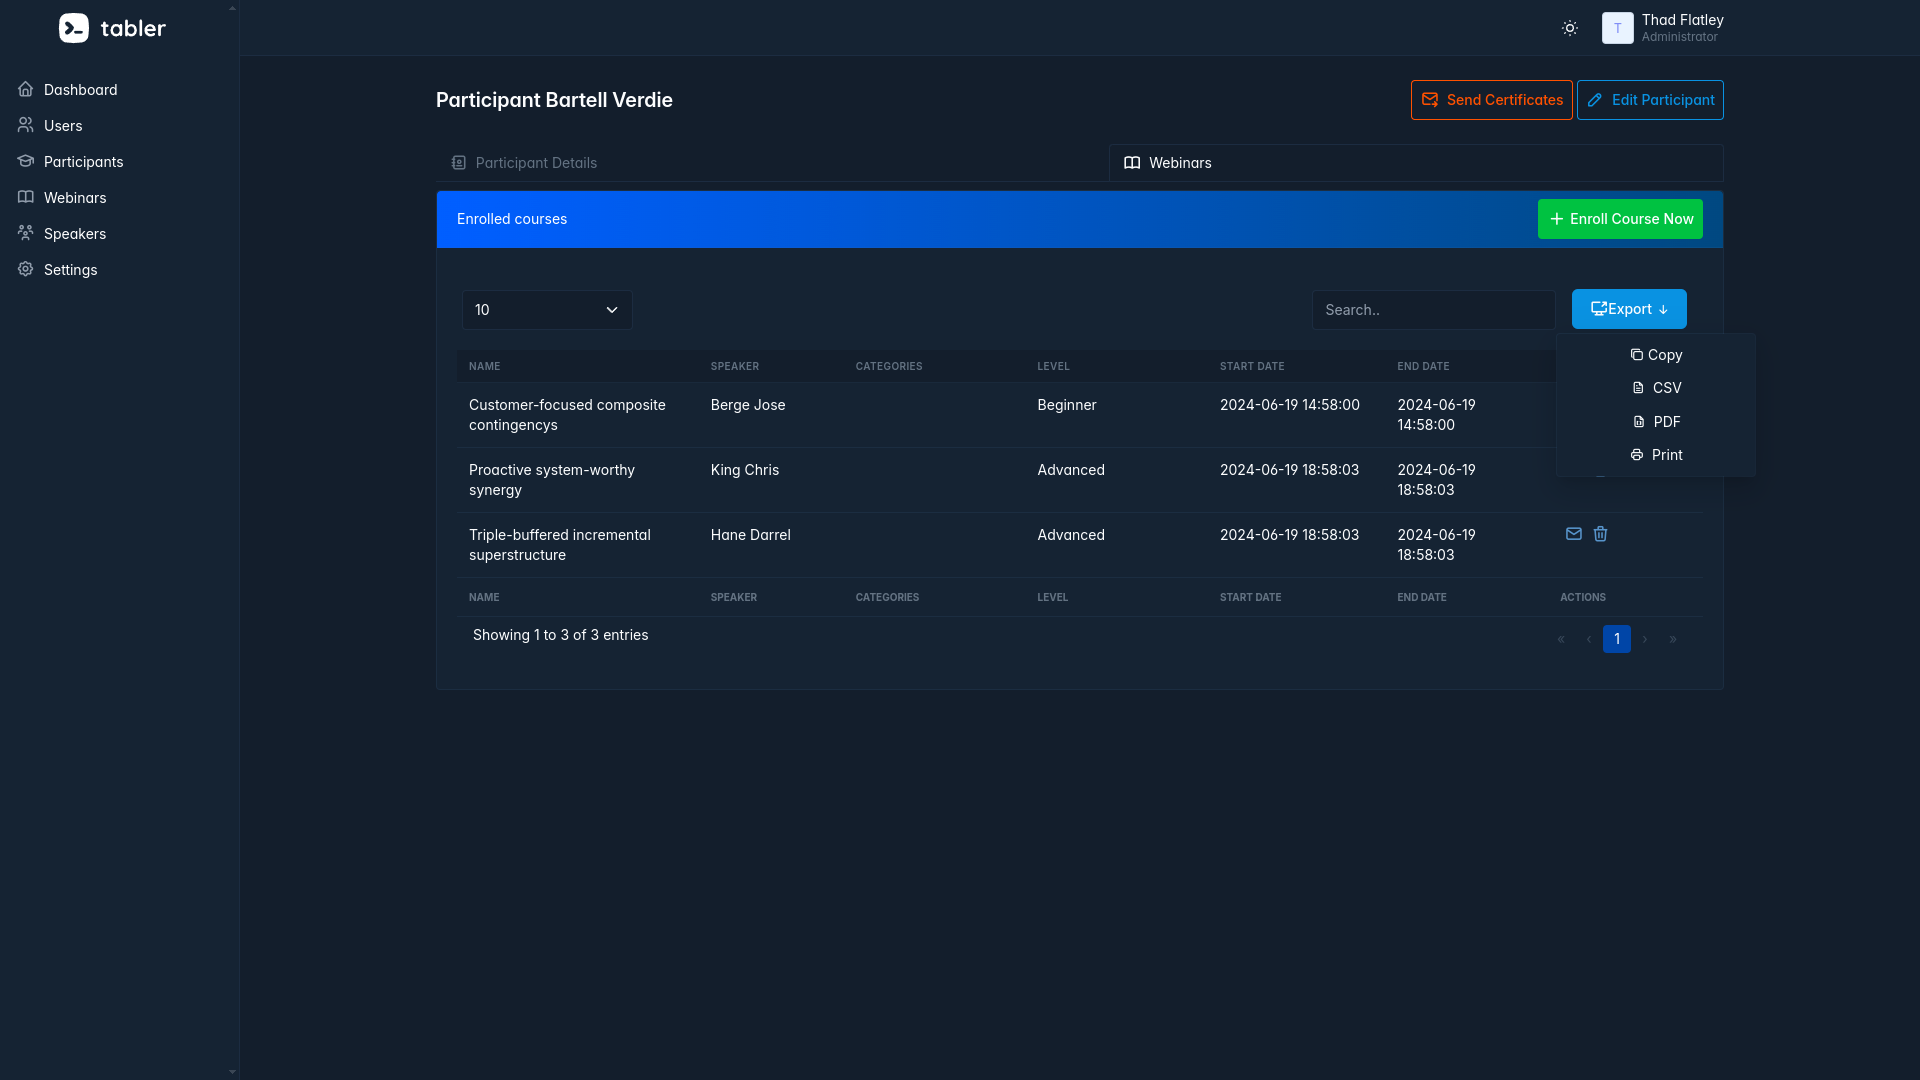 tabler
Thad Flatley
T
Administrator
Dashboard
Users
Participants
Webinars
Speakers
Settings
Participant Bartell Verdie
Send Certificates
Edit Participant
Participant Details
Webinars
Enrolled courses
Enroll Course Now
10
Search..
Export ↓
Copy
CSV
PDF
Print
NAME SPEAKER CATEGORIES LEVEL START DATE END DATE
Customer-focused composite Berge Jose Beginner 2024-06-19 14:58:00 2024-06-19
contingencys 14:58:00
Proactive system-worthy King Chris Advanced 2024-06-19 18:58:03 2024-06-19
synergy 18:58:03
Triple-buffered incremental Hane Darrel Advanced 2024-06-19 18:58:03 2024-06-19
superstructure 18:58:03
NAME SPEAKER CATEGORIES LEVEL START DATE END DATE ACTIONS
Showing 1 to 3 of 3 entries
« ‹ 1 › »